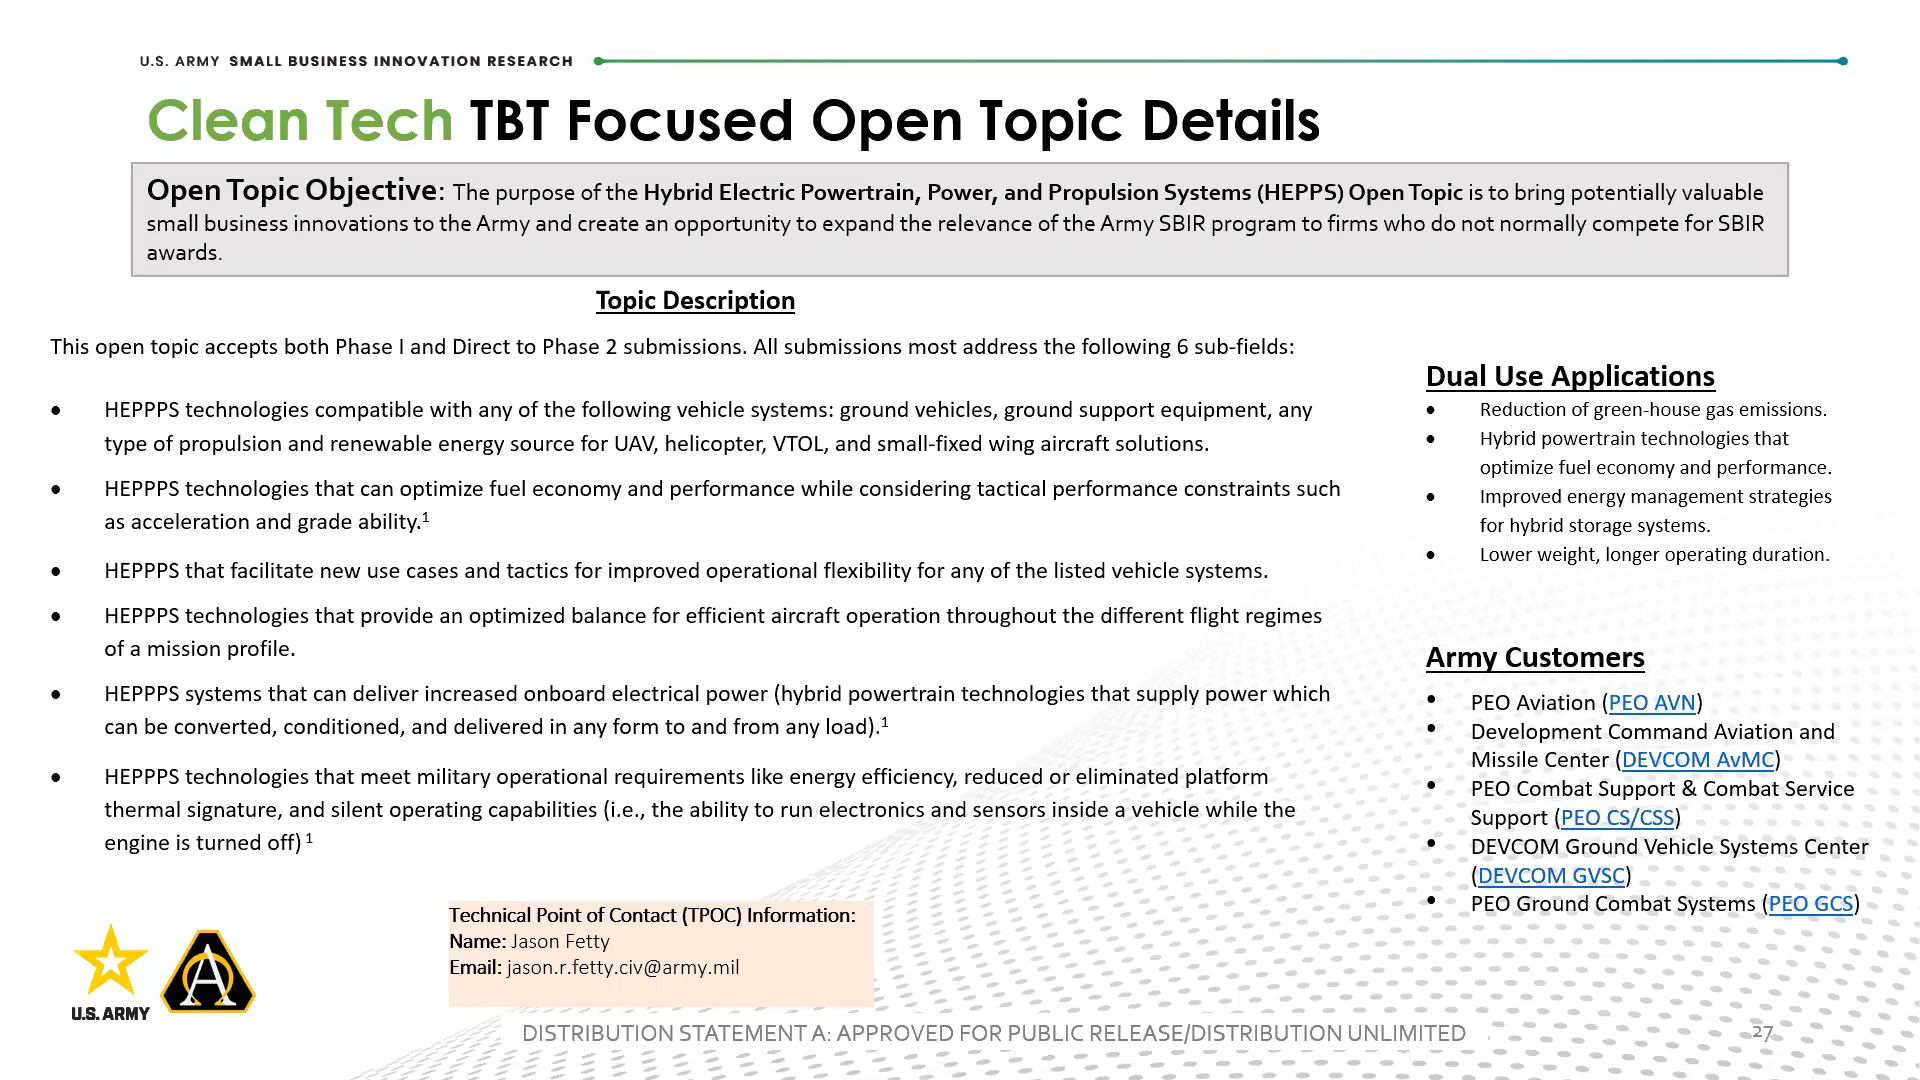 U.S. ARMY SMALL BUSINESS INNOVATION RESEARCH
Clean Tech TBT Focused Open Topic Details
Open Topic Objective: The purpose of the Hybrid Electric Powertrain, Power, and Propulsion Systems (HEPPS) Open Topic is to bring potentially valuable
small business innovations to the Army and create an opportunity to expand the relevance of the Army SBIR program to firms who do not normally compete for SBIR
awards.
Topic Description
This open topic accepts both Phase I and Direct to Phase 2 submissions. All submissions most address the following 6 sub-fields:
• HEPPPS technologies compatible with any of the following vehicle systems: ground vehicles, ground support equipment, any
type of propulsion and renewable energy source for UAV, helicopter, VTOL, and small-fixed wing aircraft solutions.
• HEPPPS technologies that can optimize fuel economy and performance while considering tactical performance constraints such
as acceleration and grade ability.¹
• HEPPPS that facilitate new use cases and tactics for improved operational flexibility for any of the listed vehicle systems.
• HEPPPS technologies that provide an optimized balance for efficient aircraft operation throughout the different flight regimes
of a mission profile.
• HEPPPS systems that can deliver increased onboard electrical power (hybrid powertrain technologies that supply power which
can be converted, conditioned, and delivered in any form to and from any load).¹
• HEPPPS technologies that meet military operational requirements like energy efficiency, reduced or eliminated platform
thermal signature, and silent operating capabilities (i.e., the ability to run electronics and sensors inside a vehicle while the
engine is turned off) ¹
Dual Use Applications
• Reduction of green-house gas emissions.
• Hybrid powertrain technologies that
optimize fuel economy and performance.
• Improved energy management strategies
for hybrid storage systems.
• Lower weight, longer operating duration.
Army Customers
• PEO Aviation (PEO AVN)
• Development Command Aviation and
Missile Center (DEVCOM AvMC)
• PEO Combat Support & Combat Service
Support (PEO CS/CSS)
• DEVCOM Ground Vehicle Systems Center
(DEVCOM GVSC)
• PEO Ground Combat Systems (PEO GCS)
Technical Point of Contact (TPOC) Information:
Name: Jason Fetty
Email: jason.r.fetty.civ@army.mil
U.S. ARMY
DISTRIBUTION STATEMENT A: APPROVED FOR PUBLIC RELEASE/DISTRIBUTION UNLIMITED
27